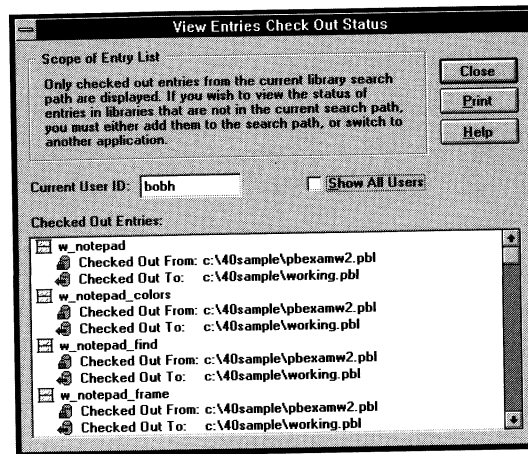 View Entries Check Out Status
Scope of Entry List
Only checked out entries from the current library search
path are displayed. If you wish to view the status of
entries in libraries that are not in the current search path,
you must either add them to the search path, or switch to
another application.
Close
Print
Help
Current User ID: bobh
Show All Users
Checked Out Entries:
w_notepad
Checked Out From: c:\40sample\pbexamw2.pbl
Checked Out To: c:\40sample\working.pbl
w_notepad_colors
Checked Out From: c:\40sample\pbexamw2.pbl
Checked Out To: c:\40sample\working.pbl
w_notepad_find
Checked Out From: c:\40sample\pbexamw2.pbl
Checked Out To: c:\40sample\working.pbl
w_notepad_frame
Checked Out From: c:\40sample\pbexamw2.pbl
Checked Out To: c:\40sample\working.pbl